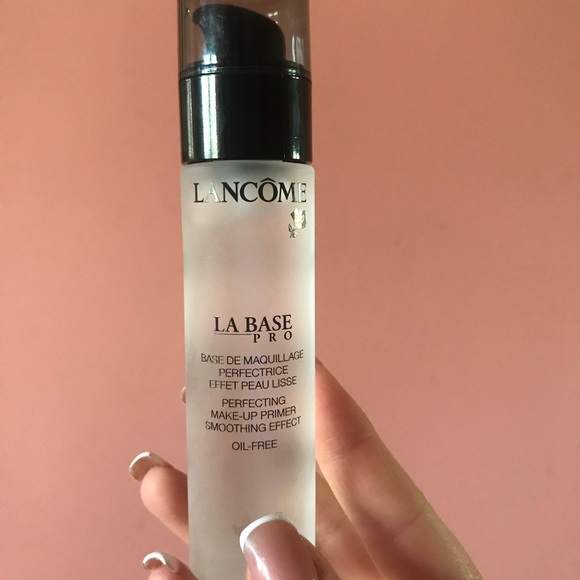 LANCÔME
LA BASE
PRO
BASE DE MAQUILLAGE
PERFECTRICE
EFFET PEAU LISSE
PERFECTING
MAKE-UP PRIMER
SMOOTHING EFFECT
OIL-FREE